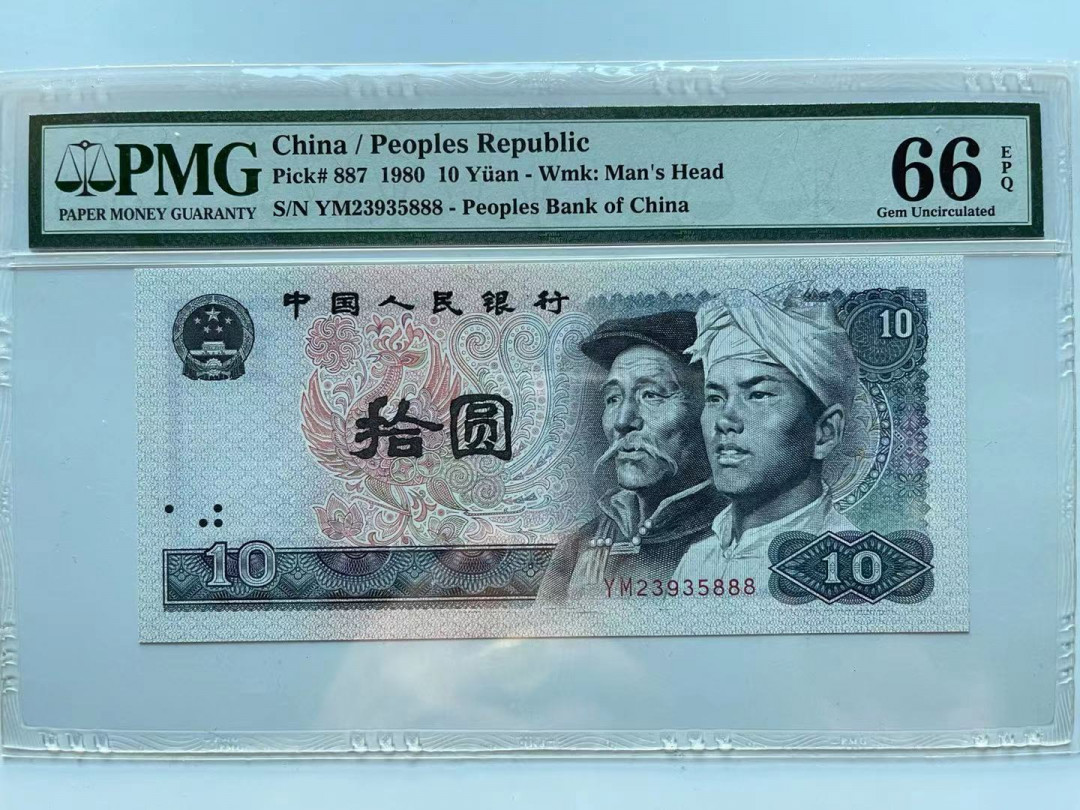 PMG
PAPER MONEY GUARANTY
China / Peoples Republic
Pick# 887 1980 10 Yüan - Wmk: Man's Head
S/N YM23935888 - Peoples Bank of China
66
EPQ
Gem Uncirculated
中国人民银行
10
拾圆
10
YM23935888
10